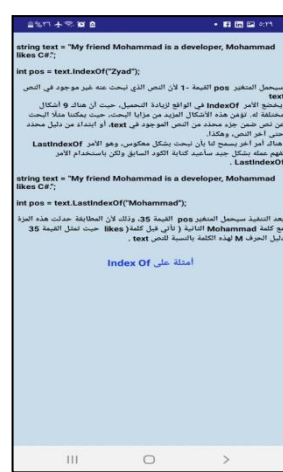 ٥:٢٩
%٦٦
string text = "My friend Mohammad is a developer, Mohammad
likes C#.";
int pos = text.IndexOf("Zyad");
سيحمل المتغير pos القيمة -1 لأن النص الذي نبحث عنه غير موجود في النص
text
يخضع الأمر IndexOf في الواقع لزيادة التحميل، حيث أن هناك 9 أشكال
مختلفة له. تؤمن هذه الأشكال المزيد من مزايا البحث، حيث يمكننا مثلًا البحث
عن نص ضمن جزء محدد من النص الموجود في text، أو ابتداءً من دليل محدد
حتى آخر النص، وهكذا.
هناك أمر آخر يسمح لنا بأن نبحث بشكل معكوس، وهو الأمر LastIndexOf
لفهم عمله بشكل جيد سأعيد كتابة الكود السابق ولكن باستخدام الأمر
LastIndexOf .
string text = "My friend Mohammad is a developer, Mohammad
likes C#.";
int pos = text.LastIndexOf("Mohammad");
بعد التنفيذ سيحمل المتغير pos القيمة 35، وذلك لأن المطابقة حدثت هذه المرة
مع كلمة Mohammad الثانية ( تأتي قبل كلمة likes ) حيث تمثل القيمة 35
دليل الحرف M لهذه الكلمة بالنسبة للنص text .
أمثلة على Index Of